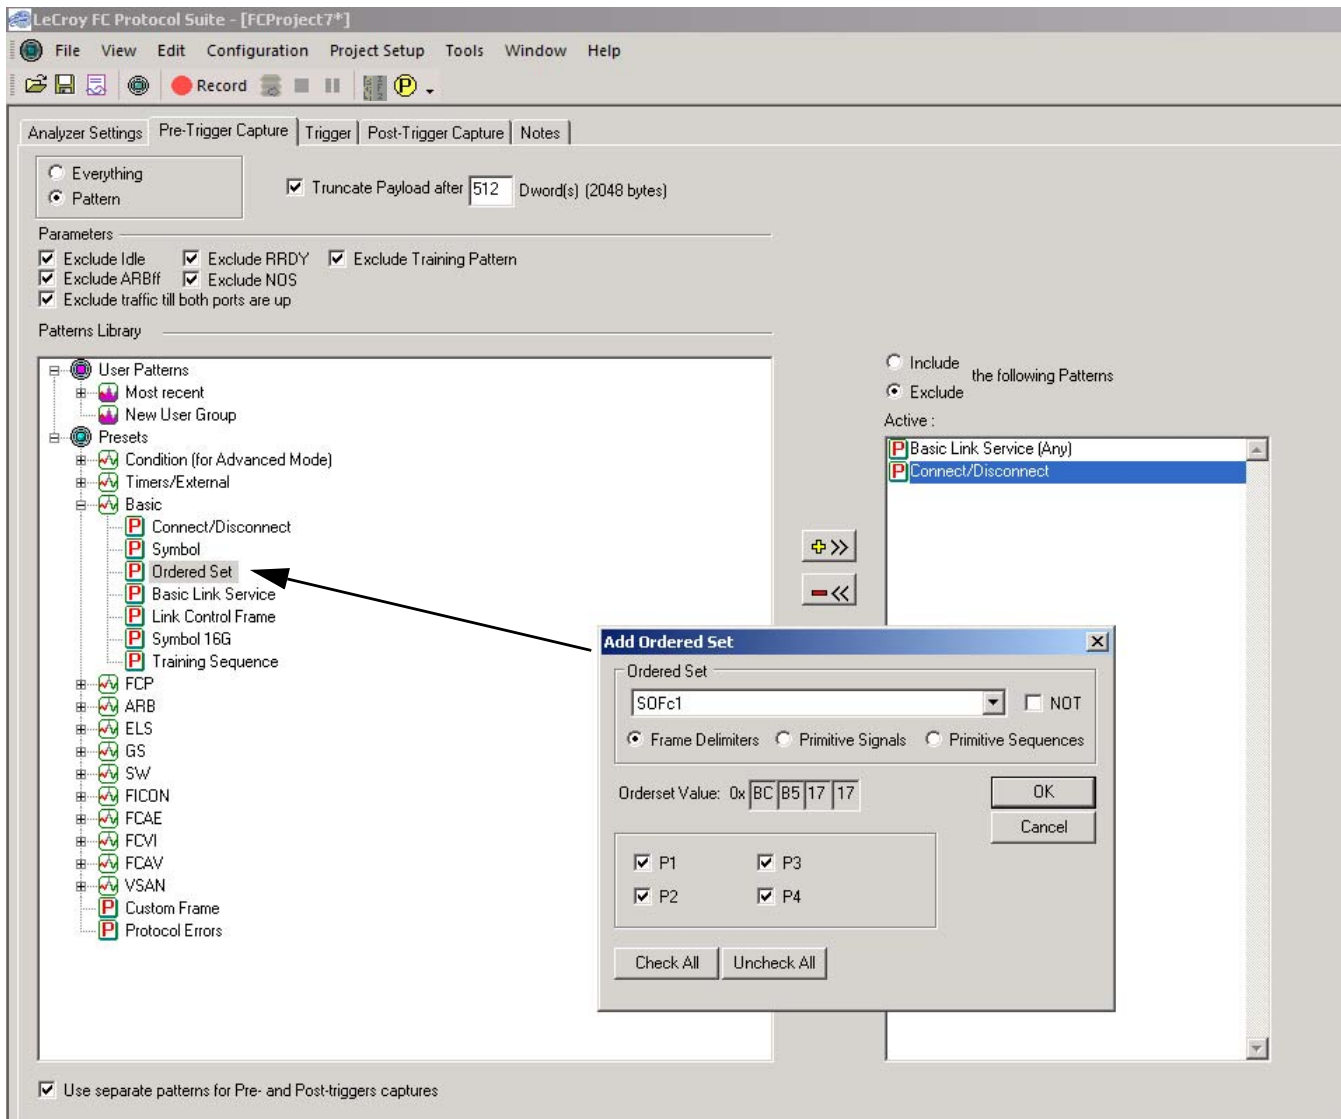 LeCroy FC Protocol Suite - [FCProject7*]
File View Edit Configuration Project Setup Tools Window Help
Record
Analyzer Settings Pre-Trigger Capture Trigger Post-Trigger Capture Notes
Everything
Pattern
Truncate Payload after 512 Dword(s) (2048 bytes)
Parameters
Exclude Idle Exclude RRDY Exclude Training Pattern
Exclude ARBff Exclude NOS
Exclude traffic till both ports are up
Patterns Library
User Patterns
Most recent
New User Group
Presets
Condition (for Advanced Mode)
Timers/External
Basic
P Connect/Disconnect
P Symbol
P Ordered Set
P Basic Link Service
P Link Control Frame
P Symbol 16G
P Training Sequence
FCP
ARB
ELS
GS
SW
FICON
FCAE
FCVI
FCAV
VSAN
P Custom Frame
P Protocol Errors
Include
Exclude
the following Patterns
Active :
P Basic Link Service (Any)
P Connect/Disconnect
Add Ordered Set
Ordered Set
SOFc1 NOT
Frame Delimiters Primitive Signals Primitive Sequences
Orderset Value: 0x BC B5 17 17
OK
Cancel
P1 P3
P2 P4
Check All Uncheck All
Use separate patterns for Pre- and Post-triggers captures